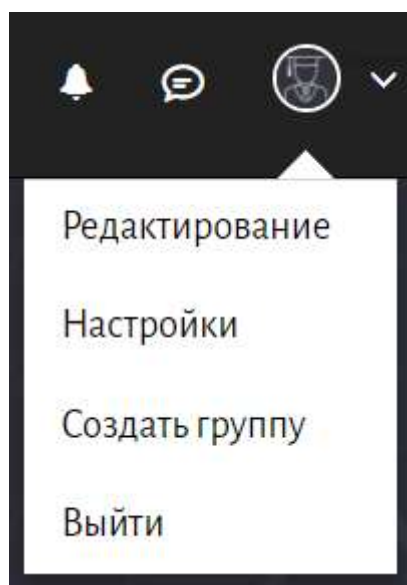 Редактирование
Настройки
Создать группу
Выйти